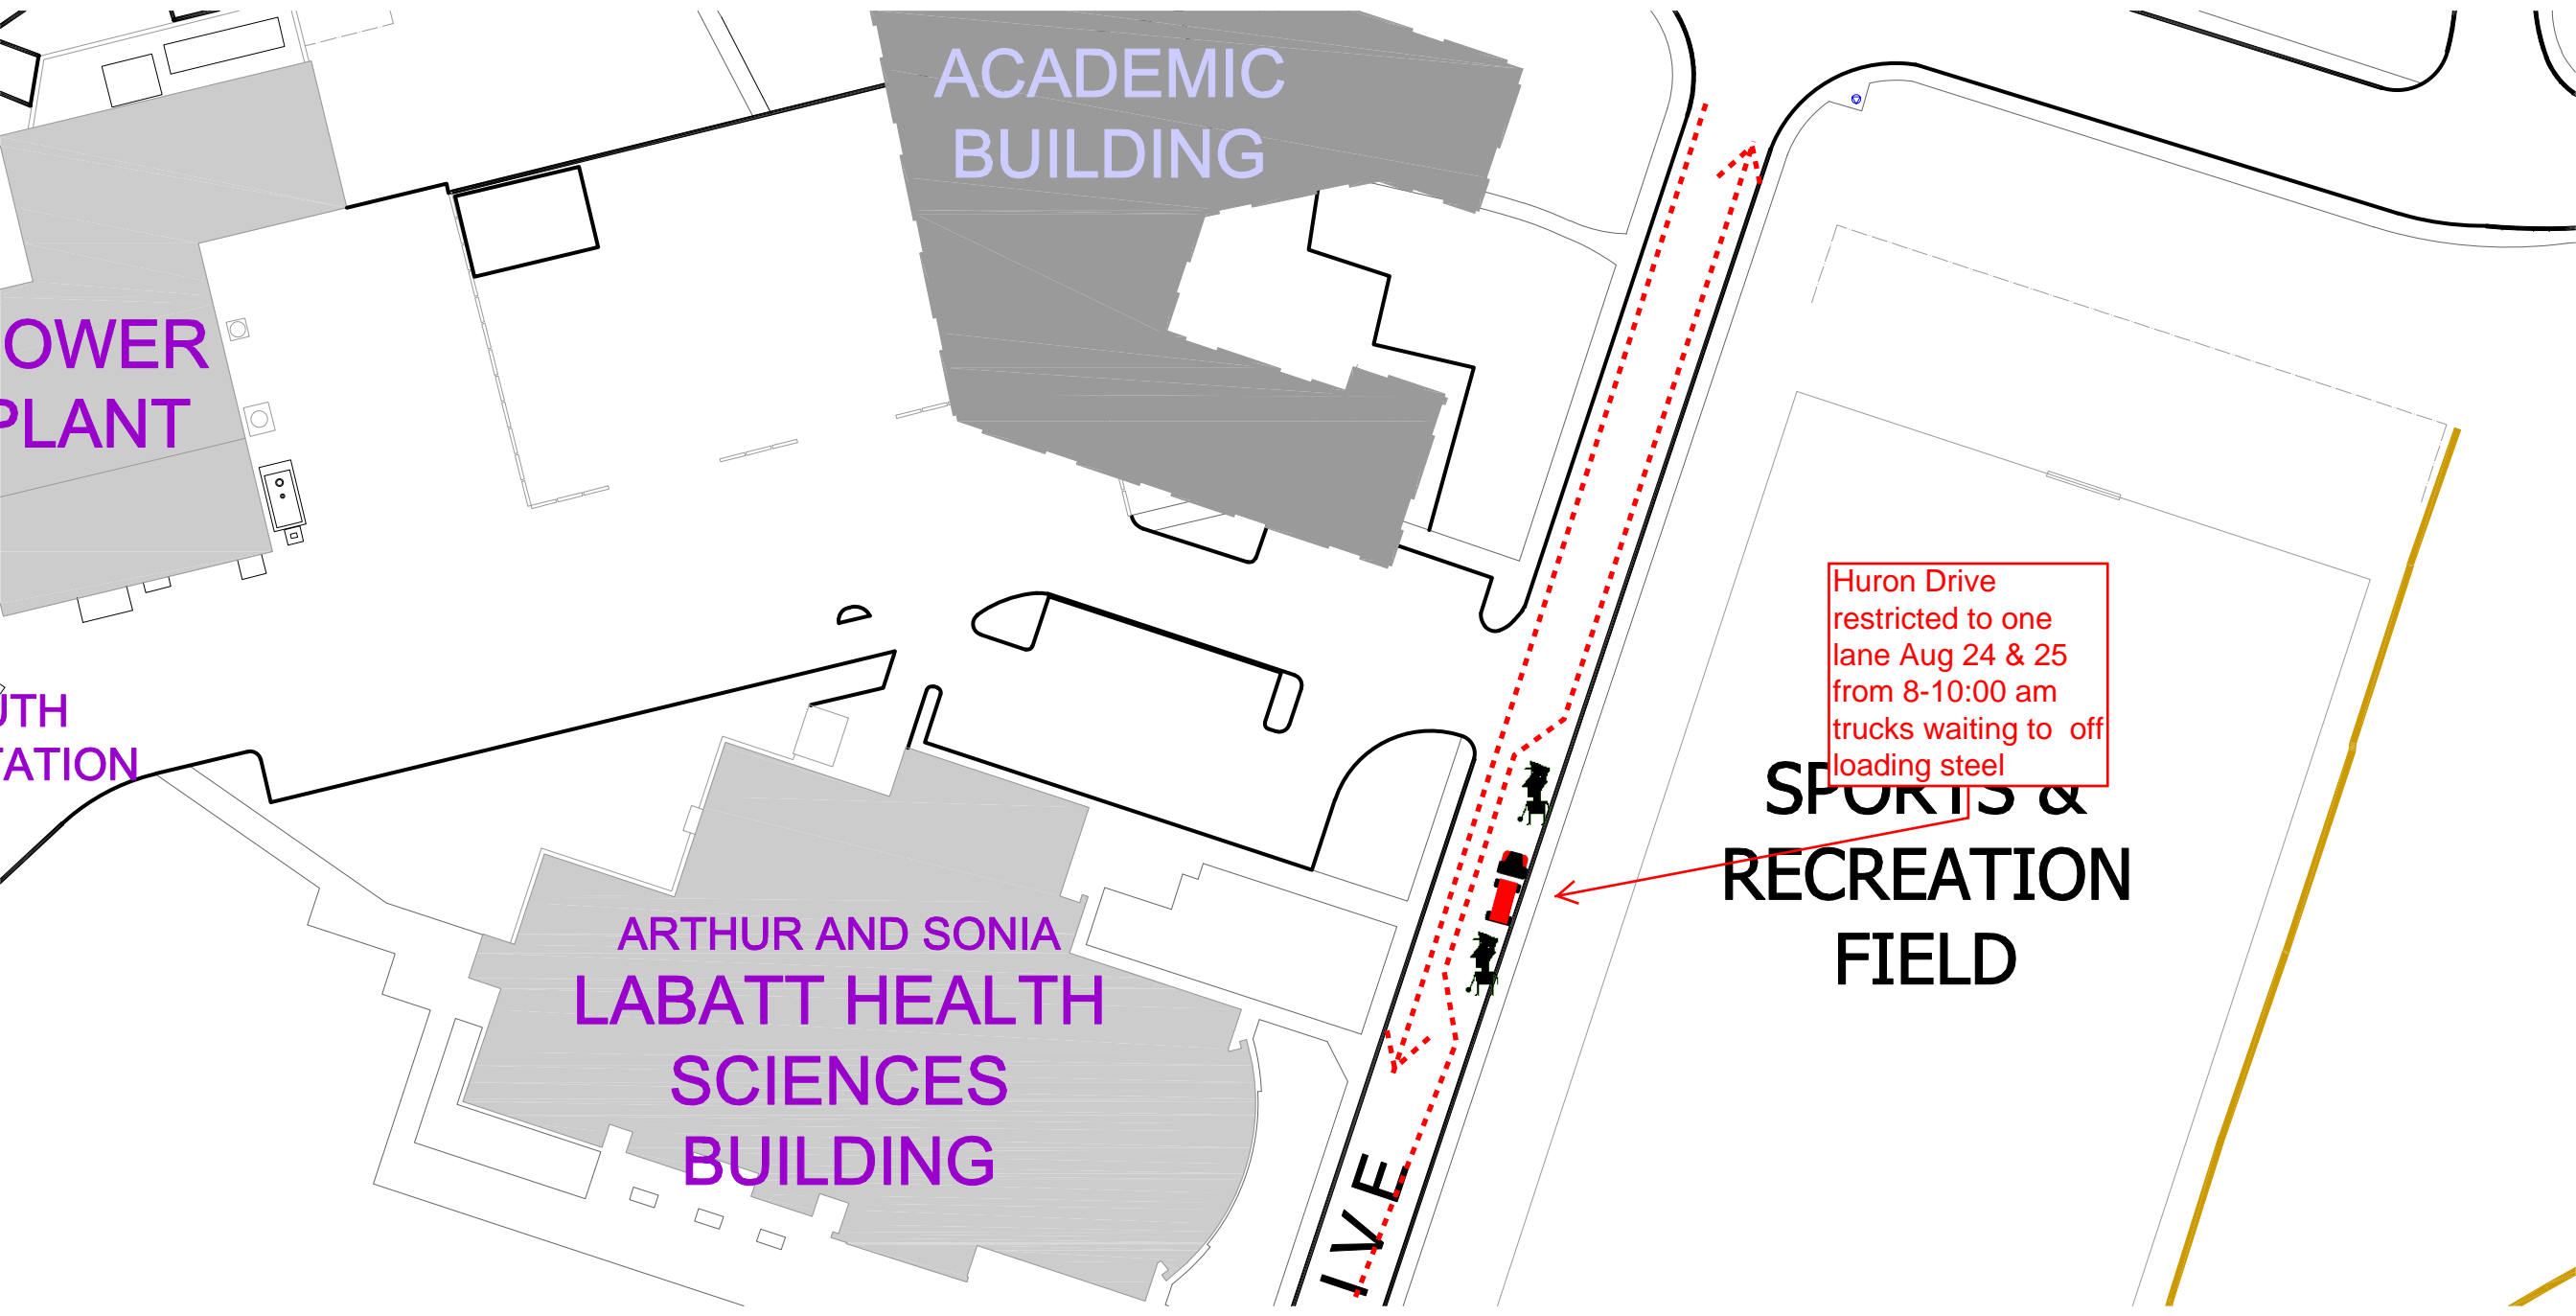 ACADEMIC
BUILDING
OWER
PLANT
UTH
TATION
Huron Drive
restricted to one
lane Aug 24 & 25
from 8-10:00 am
trucks waiting to  off
loading steel
SPORTS &
RECREATION
FIELD
ARTHUR AND SONIA
LABATT HEALTH
SCIENCES
BUILDING
IVE